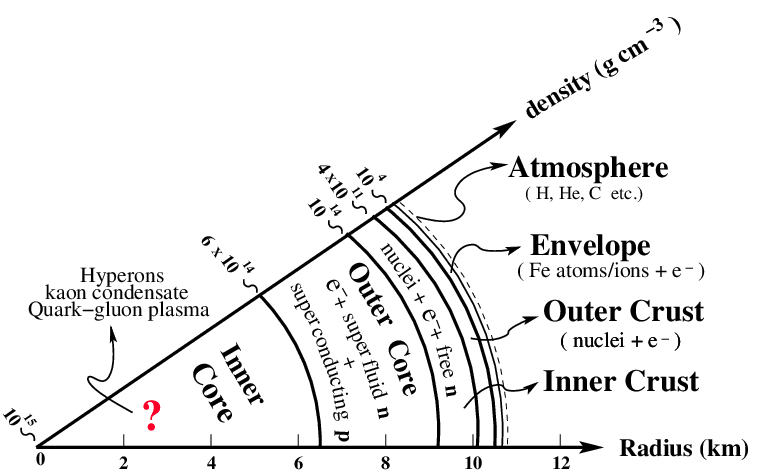 density (g cm⁻³)
Atmosphere
( H, He, C etc.)
Envelope
( Fe atoms/ions + e⁻)
Outer Crust
( nuclei + e⁻)
Inner Crust
10⁴
4 x10¹¹
10¹⁴
6 x 10¹⁴
10¹⁵
Hyperons
kaon condensate
Quark−gluon plasma
?
Inner
Core
Outer Core
e⁻+ super fluid n
+
super conducting p
nuclei + e⁻+ free n
0 2 4 6 8 10 12
Radius (km)